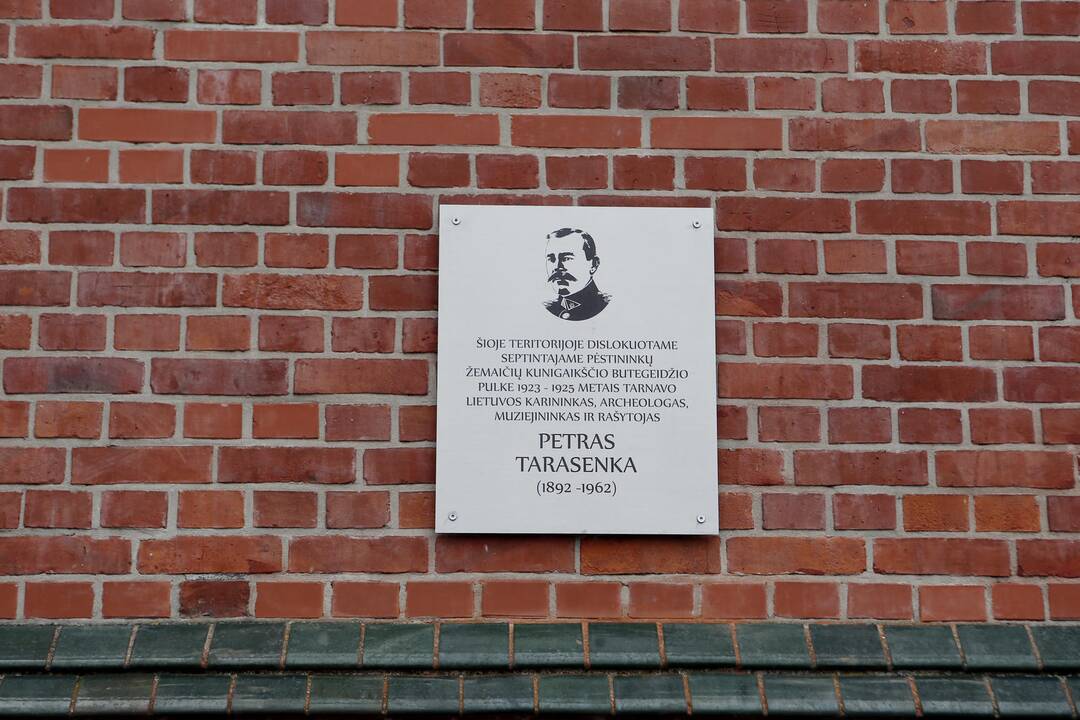 ŠIOJE TERITORIJOJE DISLOKUOTAME
SEPTINTAJAME PĖSTININKŲ
ŽEMAIČIŲ KUNIGAIKŠČIO BUTEGEIDŽIO
PULKE 1923 - 1925 METAIS TARNAVO
LIETUVOS KARININKAS, ARCHEOLOGAS,
MUZIEJININKAS IR RAŠYTOJAS
PETRAS
TARASENKA
(1892 -1962)